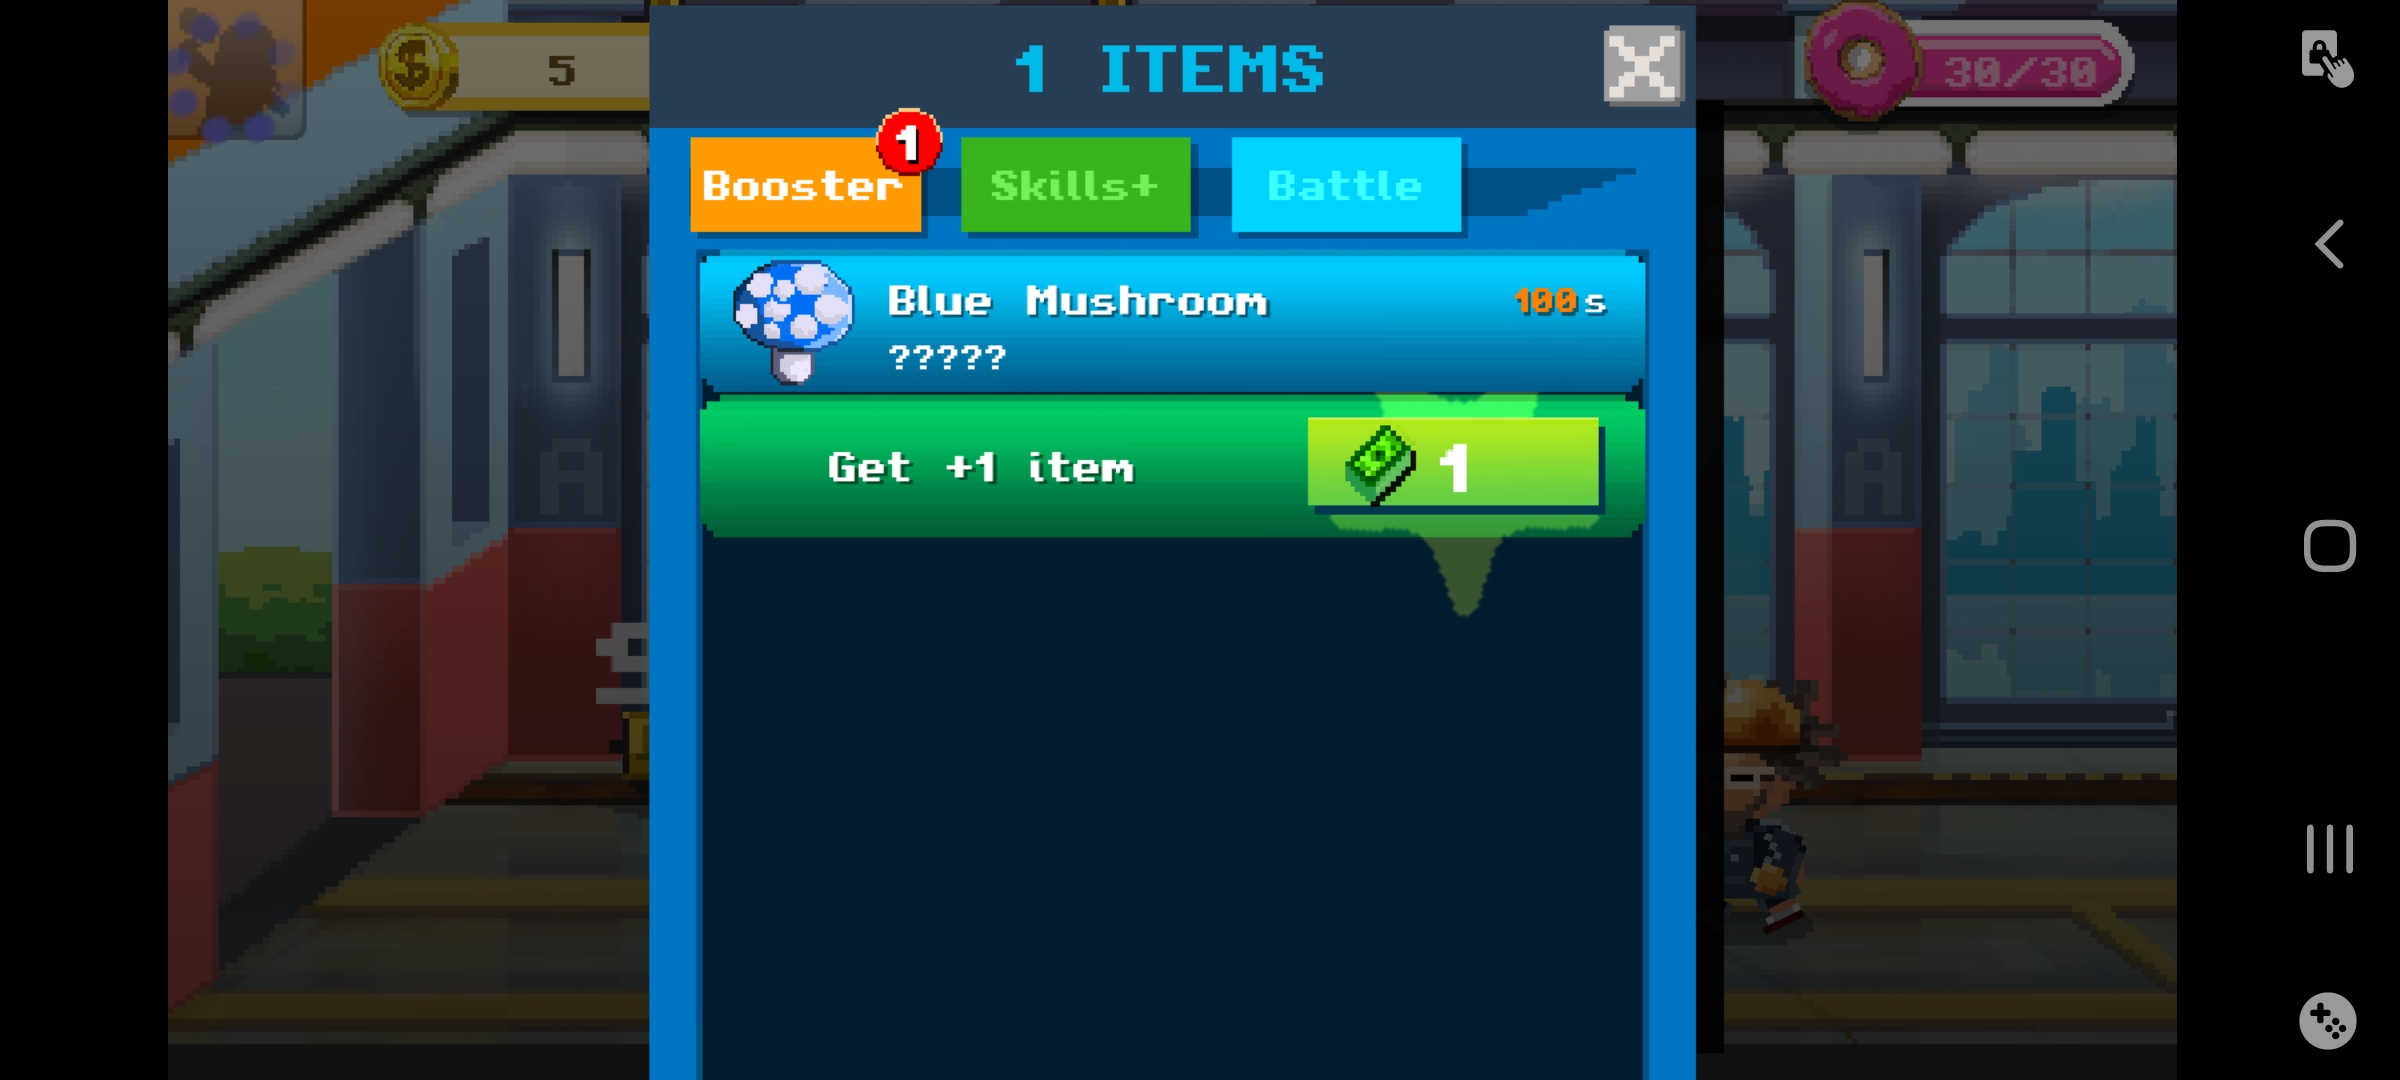 5
1 ITEMS
30/30
1
Booster
Skills+
Battle
Blue Mushroom
100s
?????
Get +1 item
1
A
A